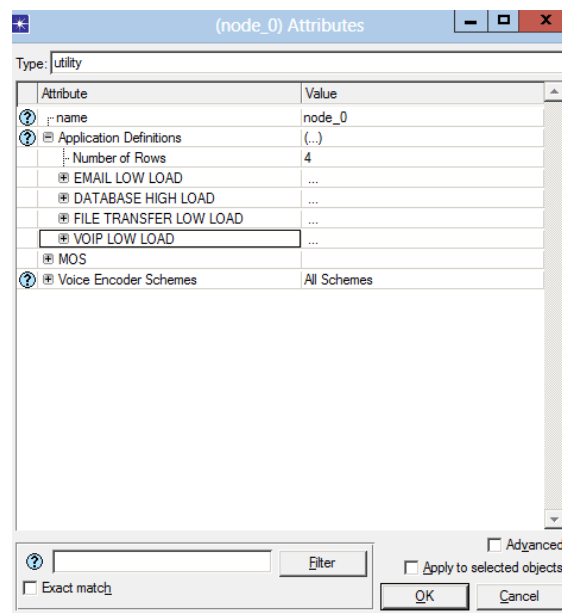 (node_0) Attributes
Type: utility
Attribute Value
name node_0
Application Definitions (...)
Number of Rows 4
EMAIL LOW LOAD ...
DATABASE HIGH LOAD ...
FILE TRANSFER LOW LOAD ...
VOIP LOW LOAD ...
MOS
Voice Encoder Schemes All Schemes
Advanced
Filter
Apply to selected objects
Exact match
OK Cancel